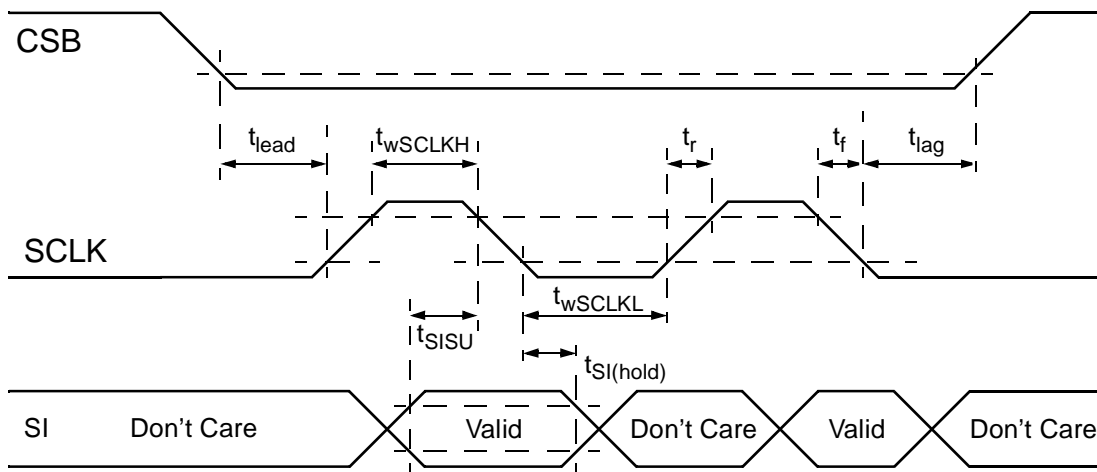 CSB
tlead
twSCLKH
tr
tf
tlag
SCLK
twSCLKL
tSISU
tSI(hold)
SI Don't Care Valid Don't Care Valid Don't Care